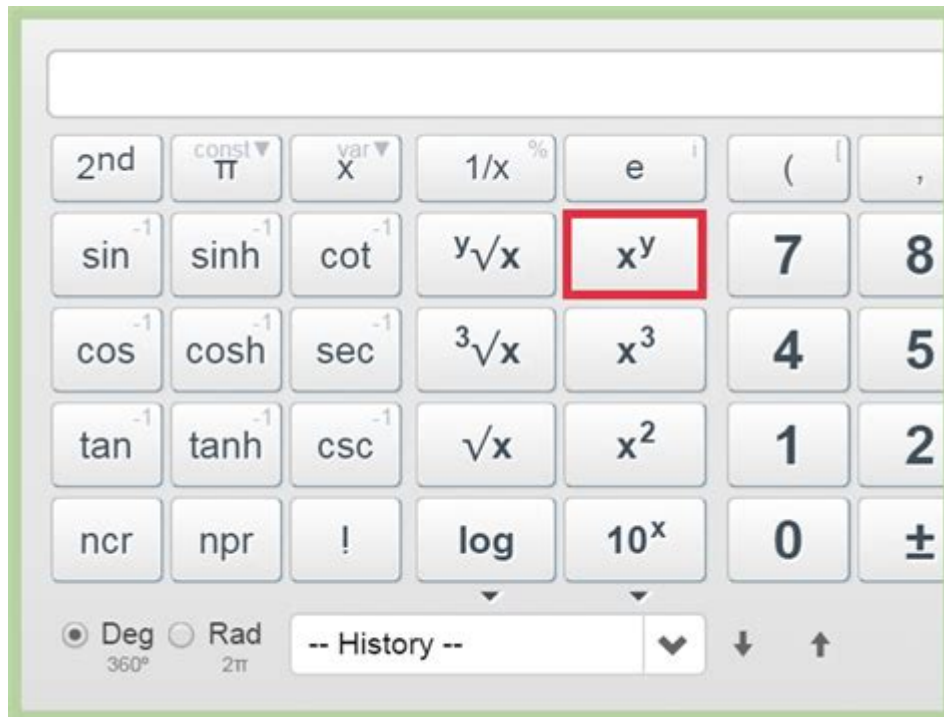 2nd const▼ π var▼ x 1/x % e i ( [ ,
sin -1 sinh -1 cot -1 y√x xy 7 8
cos -1 cosh -1 sec -1 3√x x3 4 5
tan -1 tanh -1 csc -1 √x x2 1 2
ncr npr ! log 10x 0 ±
Deg Rad -- History --
360º 2π